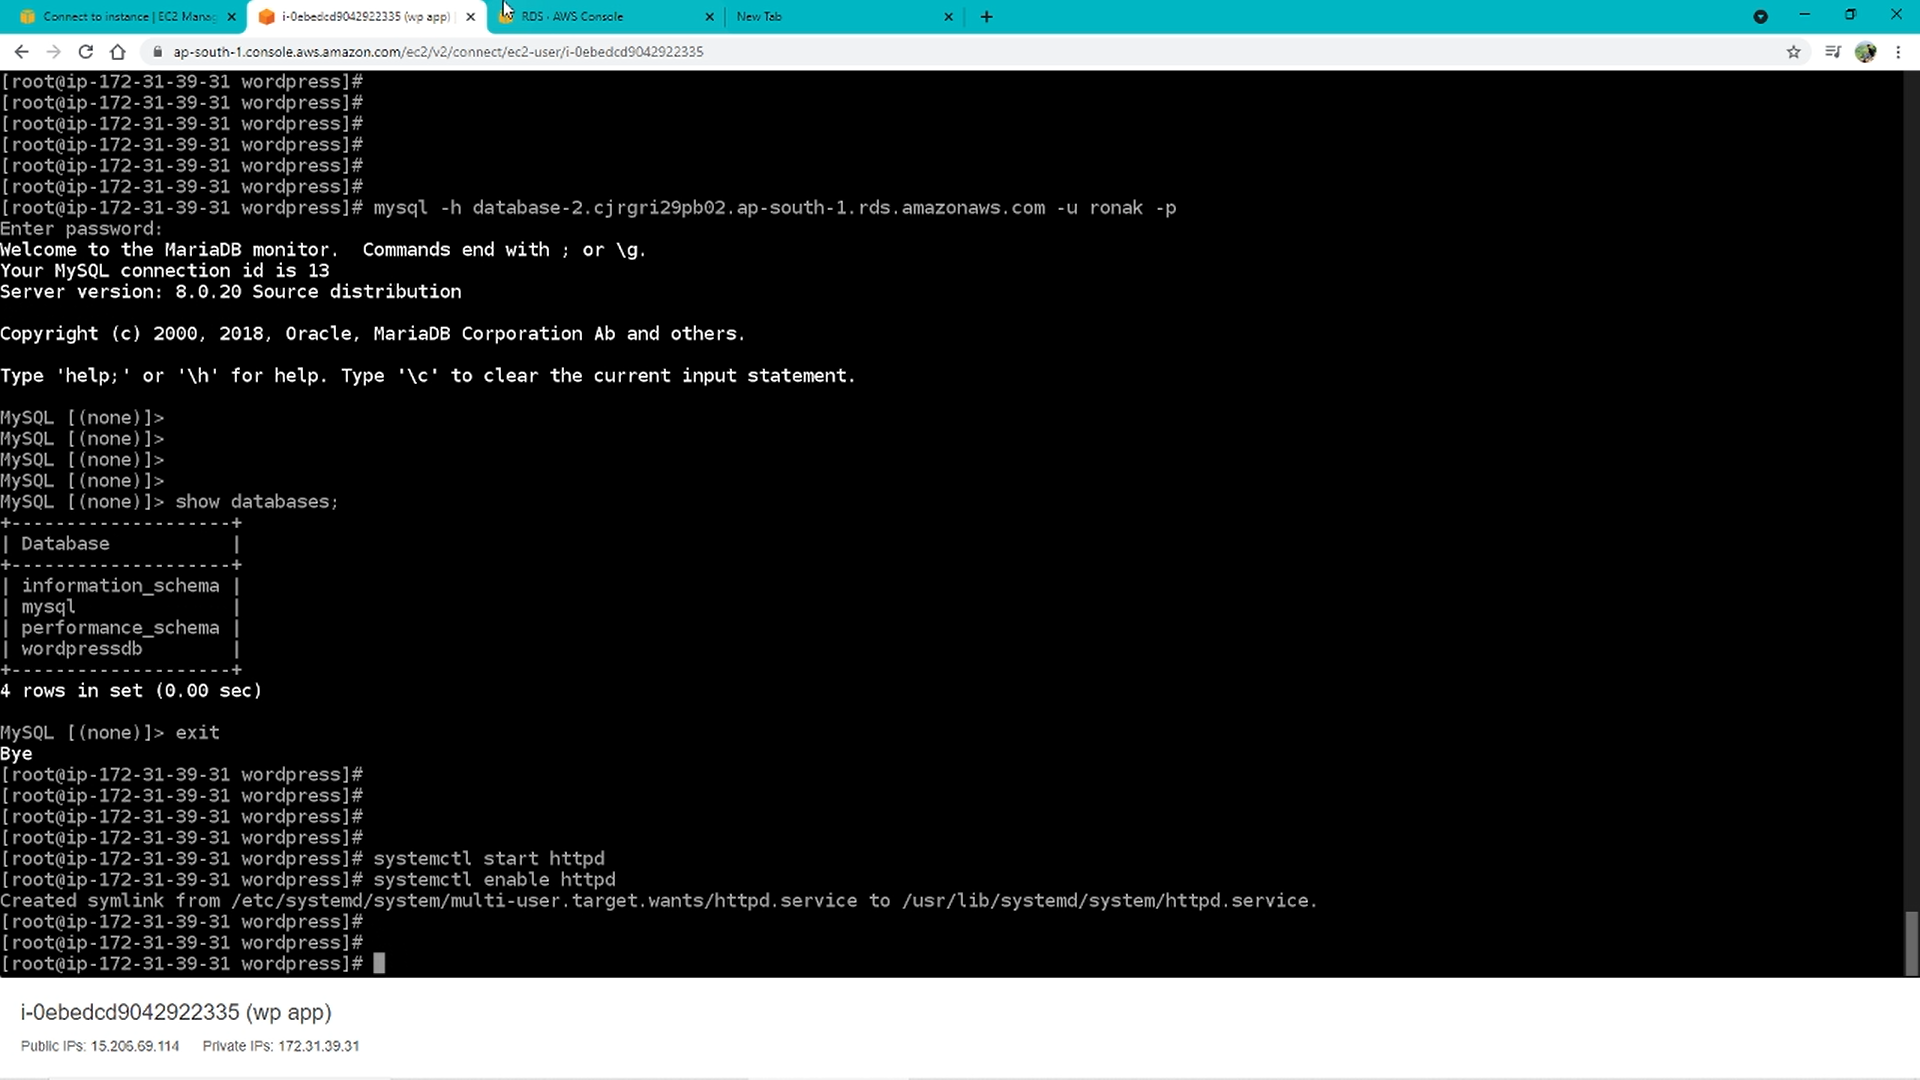 Connect to instance | EC2 Manag
i-0ebedcd9042922335 (wp app)
RDS · AWS Console
New Tab
ap-south-1.console.aws.amazon.com/ec2/v2/connect/ec2-user/i-0ebedcd9042922335
[root@ip-172-31-39-31 wordpress]#
[root@ip-172-31-39-31 wordpress]#
[root@ip-172-31-39-31 wordpress]#
[root@ip-172-31-39-31 wordpress]#
[root@ip-172-31-39-31 wordpress]#
[root@ip-172-31-39-31 wordpress]#
[root@ip-172-31-39-31 wordpress]# mysql -h database-2.cjrgri29pb02.ap-south-1.rds.amazonaws.com -u ronak -p
Enter password:
Welcome to the MariaDB monitor.  Commands end with ; or \g.
Your MySQL connection id is 13
Server version: 8.0.20 Source distribution
Copyright (c) 2000, 2018, Oracle, MariaDB Corporation Ab and others.
Type 'help;' or '\h' for help. Type '\c' to clear the current input statement.
MySQL [(none)]>
MySQL [(none)]>
MySQL [(none)]>
MySQL [(none)]>
MySQL [(none)]> show databases;
+--------------------+
| Database           |
+--------------------+
| information_schema |
| mysql              |
| performance_schema |
| wordpressdb        |
+--------------------+
4 rows in set (0.00 sec)
MySQL [(none)]> exit
Bye
[root@ip-172-31-39-31 wordpress]#
[root@ip-172-31-39-31 wordpress]#
[root@ip-172-31-39-31 wordpress]#
[root@ip-172-31-39-31 wordpress]#
[root@ip-172-31-39-31 wordpress]# systemctl start httpd
[root@ip-172-31-39-31 wordpress]# systemctl enable httpd
Created symlink from /etc/systemd/system/multi-user.target.wants/httpd.service to /usr/lib/systemd/system/httpd.service.
[root@ip-172-31-39-31 wordpress]#
[root@ip-172-31-39-31 wordpress]#
[root@ip-172-31-39-31 wordpress]#
i-0ebedcd9042922335 (wp app)
Public IPs: 15.206.69.114 Private IPs: 172.31.39.31